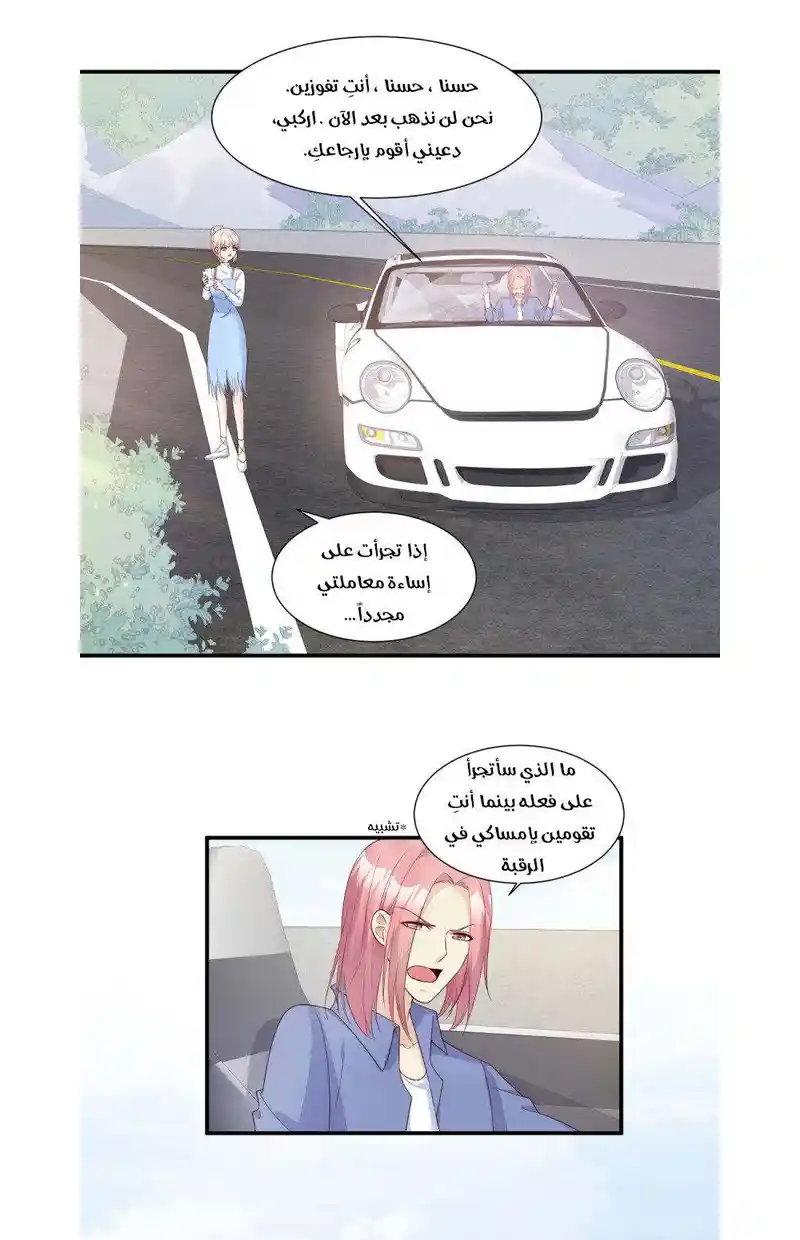 حسنا ، حسنا ، أنتِ تفوزين.
نحن لن نذهب بعد الآن . اركبي،
دعيني أقوم بإرجاعكِ.
إذا تجرأت على
إساءة معاملتي
مجدداً...
ما الذي سأتجرأ
على فعله بينما أنتِ
تقومين بإمساكي في
الرقبة
*تشبيه